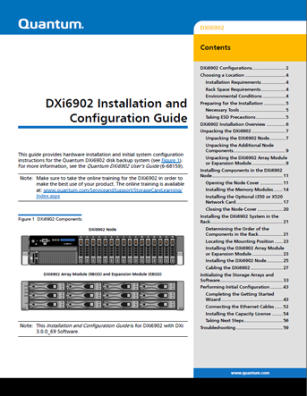 Quantum.
DXi6902
Contents
DXi6902 Installation and
Configuration Guide
This guide provides hardware installation and initial system configuration
instructions for the Quantum DXi6902 disk backup system (see Figure 1).
For more information, see the Quantum DXi6902 User's Guide (6-68159).
Note: Make sure to take the online training for the DXi6902 in order to
make the best use of your product. The online training is available
at: www.quantum.com/ServiceandSupport/StorageCareLearning/
Index.aspx
Figure 1 DXi6902 Components
DXi6902 Node
DXi6902 Array Module (SBOD) and Expansion Module (EBOD)
Note: This Installation and Configuration Guide is for DXi6902 with DXi
3.0.0_69 Software.
DXi6902 Configurations 2
Choosing a Location 4
Installation Requirements 4
Rack Space Requirements 4
Environmental Conditions 4
Preparing for the Installation 5
Necessary Tools 5
Taking ESD Precautions 5
DXi6902 Installation Overview 6
Unpacking the DXi6902 7
Unpacking the DXi6902 Node 7
Unpacking the Additional Node
Components 9
Unpacking the DXi6902 Array Module
or Expansion Module 9
Installing Components in the DXi6902
Node 11
Opening the Node Cover 11
Installing the Memory Modules 14
Installing the Optional I350 or X520
Network Card 17
Closing the Node Cover 20
Installing the DXi6902 System in the
Rack 21
Determining the Order of the
Components in the Rack 21
Locating the Mounting Position 23
Installing the DXi6902 Array Module
or Expansion Module 23
Installing the DXi6902 Node 25
Cabling the DXi6902 27
Initializing the Storage Arrays and
Software 33
Performing Initial Configuration 43
Completing the Getting Started
Wizard 43
Connecting the Ethernet Cables 52
Installing the Capacity License 54
Taking Next Steps 56
Troubleshooting 59
www.quantum.com